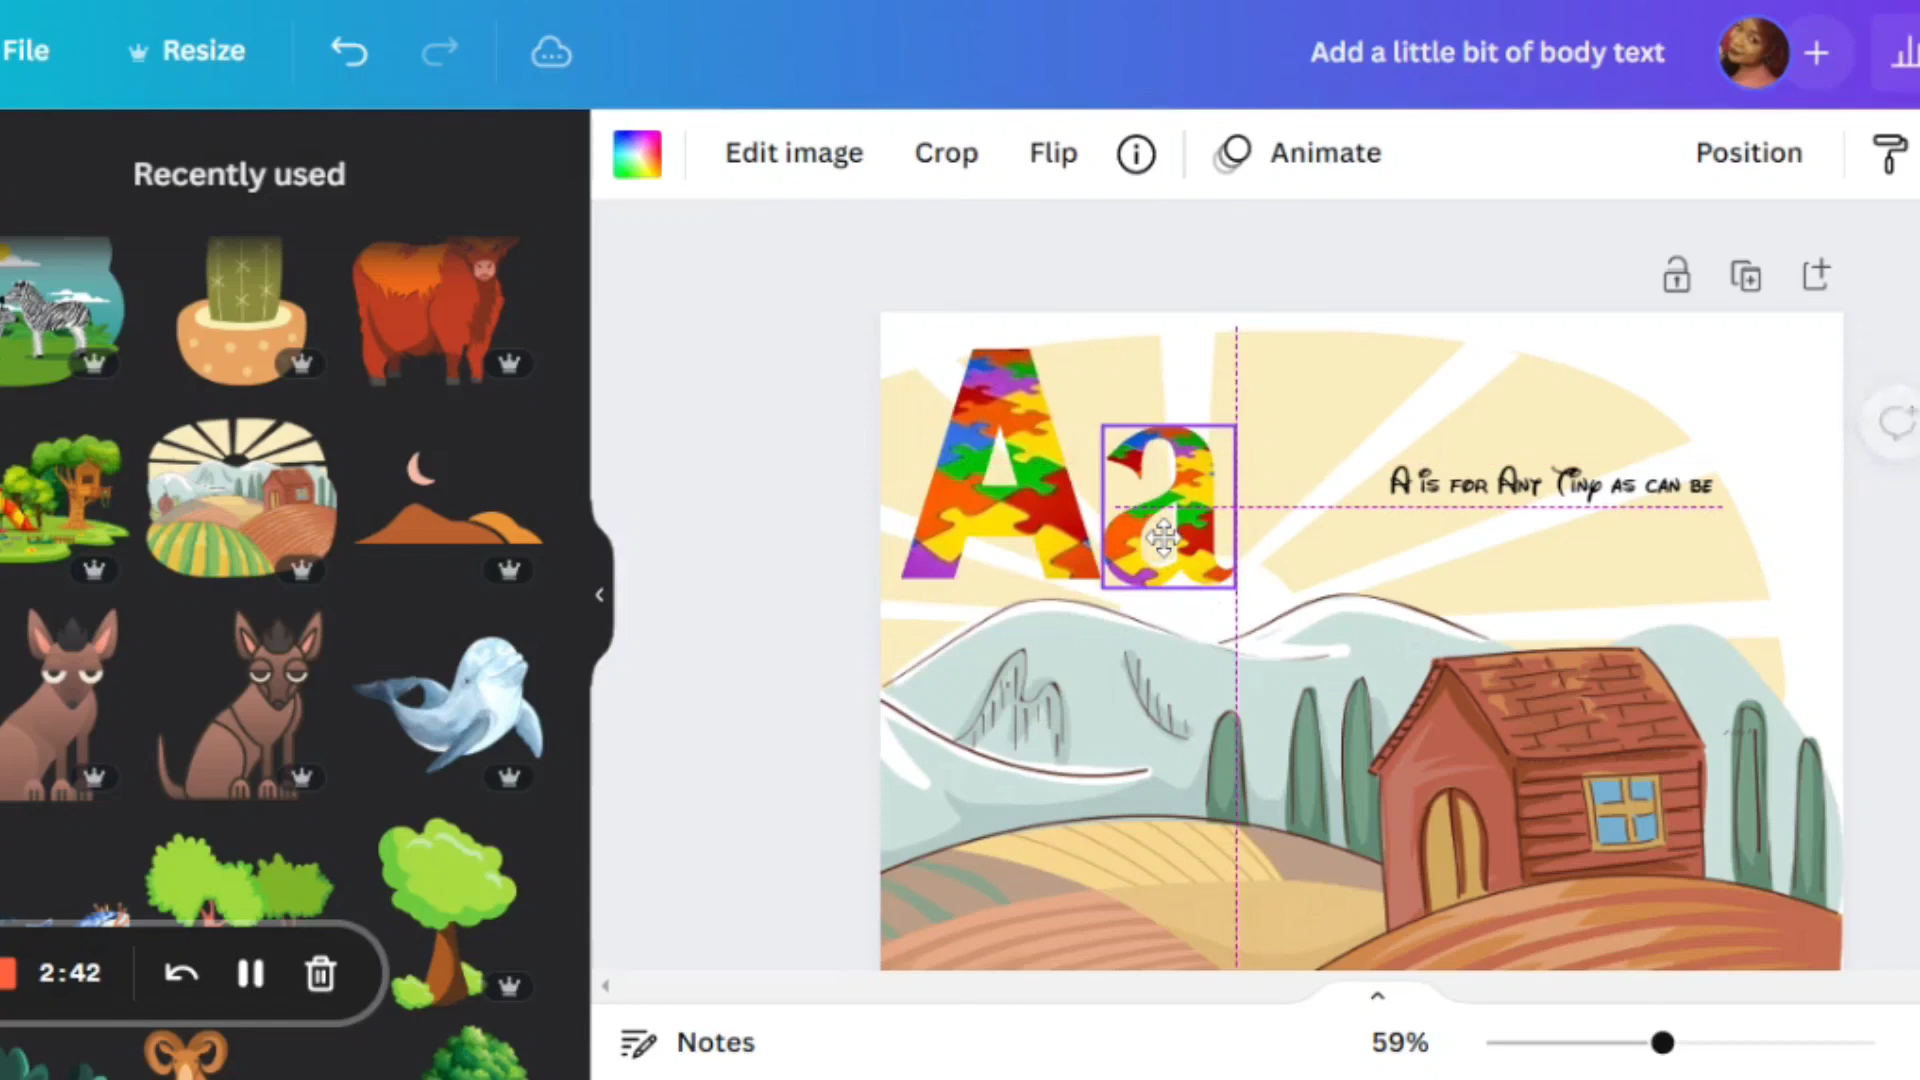 File
Resize
Add a little bit of body text
Recently used
Edit image
Crop
Flip
Animate
Position
Aa
A is for Ant Tiny as can be
2:42
Notes
59%